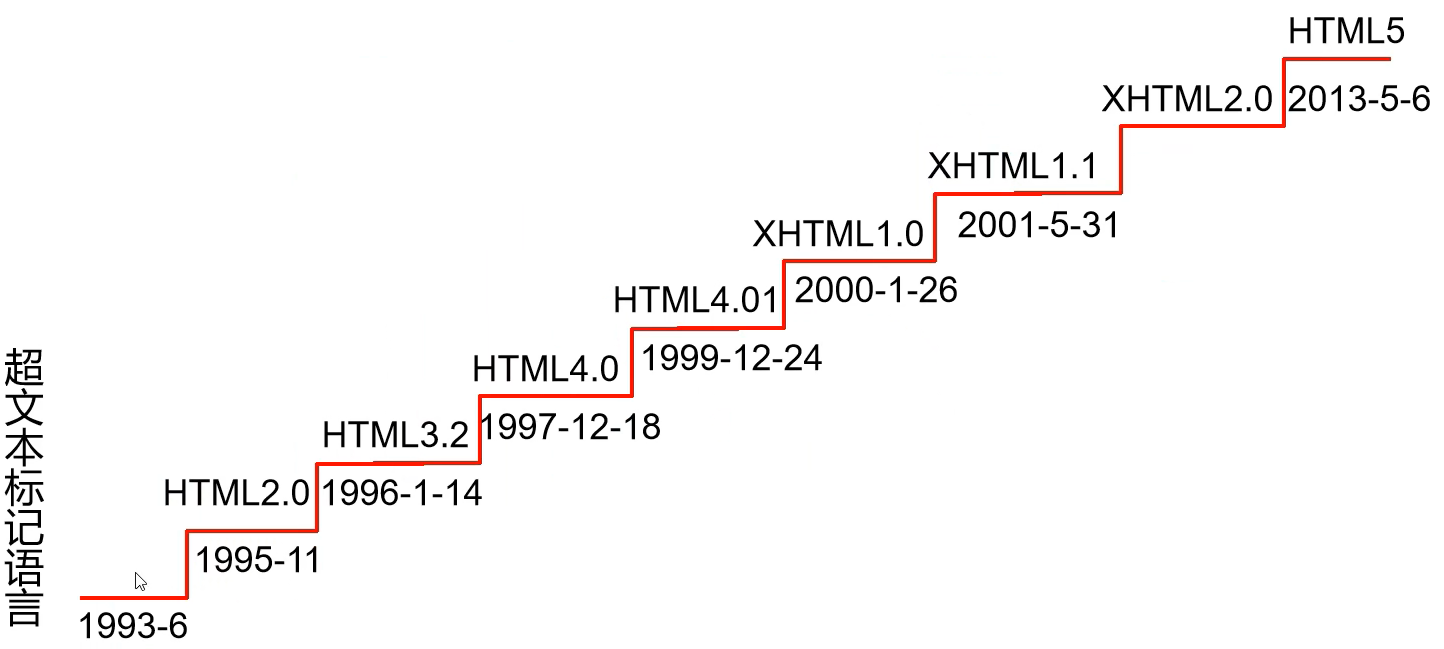 HTML5
XHTML2.0
2013-5-6
XHTML1.1
2001-5-31
XHTML1.0
2000-1-26
HTML4.01
1999-12-24
HTML4.0
1997-12-18
HTML3.2
1996-1-14
HTML2.0
1995-11
超文本标记语言
1993-6